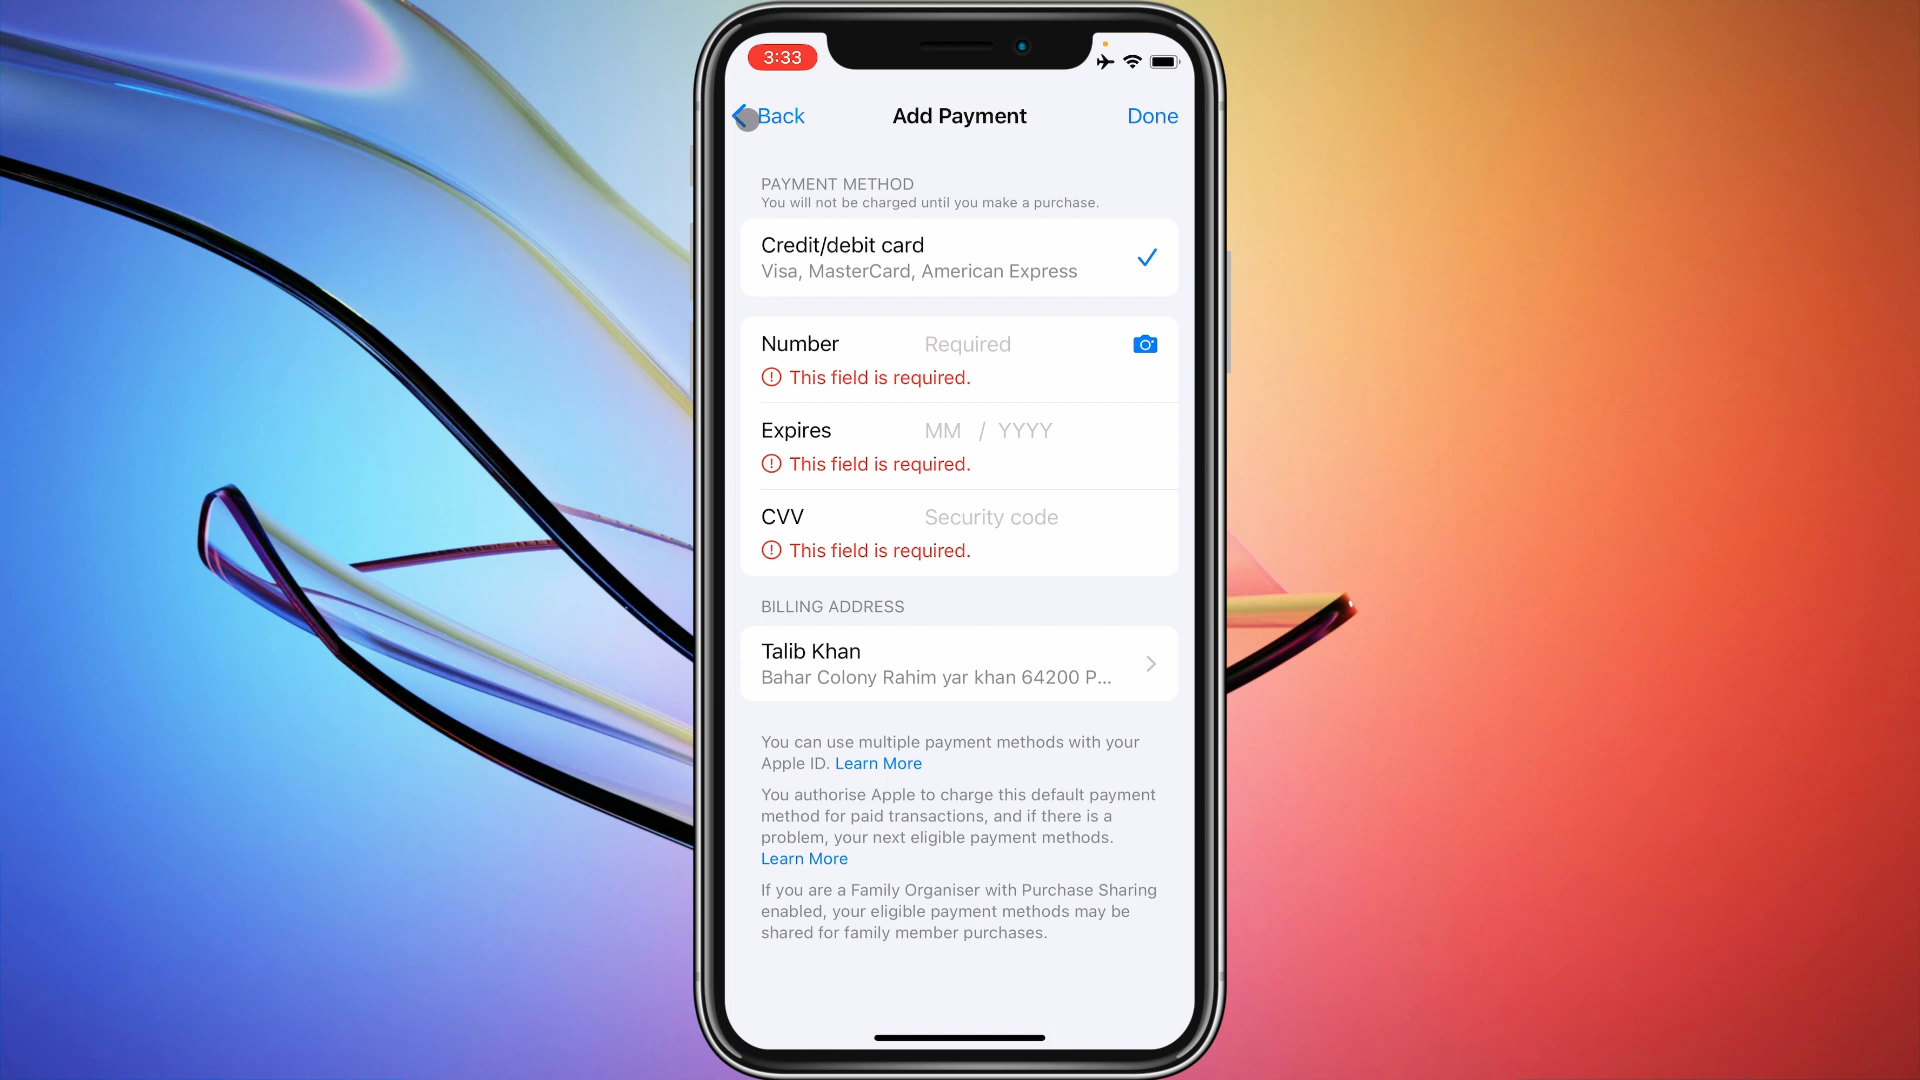 3:33
Back
Add Payment
Done
PAYMENT METHOD
You will not be charged until you make a purchase.
Credit/debit card
Visa, MasterCard, American Express
Number Required
This field is required.
Expires MM / YYYY
This field is required.
CVV Security code
This field is required.
BILLING ADDRESS
Talib Khan
Bahar Colony Rahim yar khan 64200 P...
You can use multiple payment methods with your
Apple ID. Learn More
You authorise Apple to charge this default payment
method for paid transactions, and if there is a
problem, your next eligible payment methods.
Learn More
If you are a Family Organiser with Purchase Sharing
enabled, your eligible payment methods may be
shared for family member purchases.